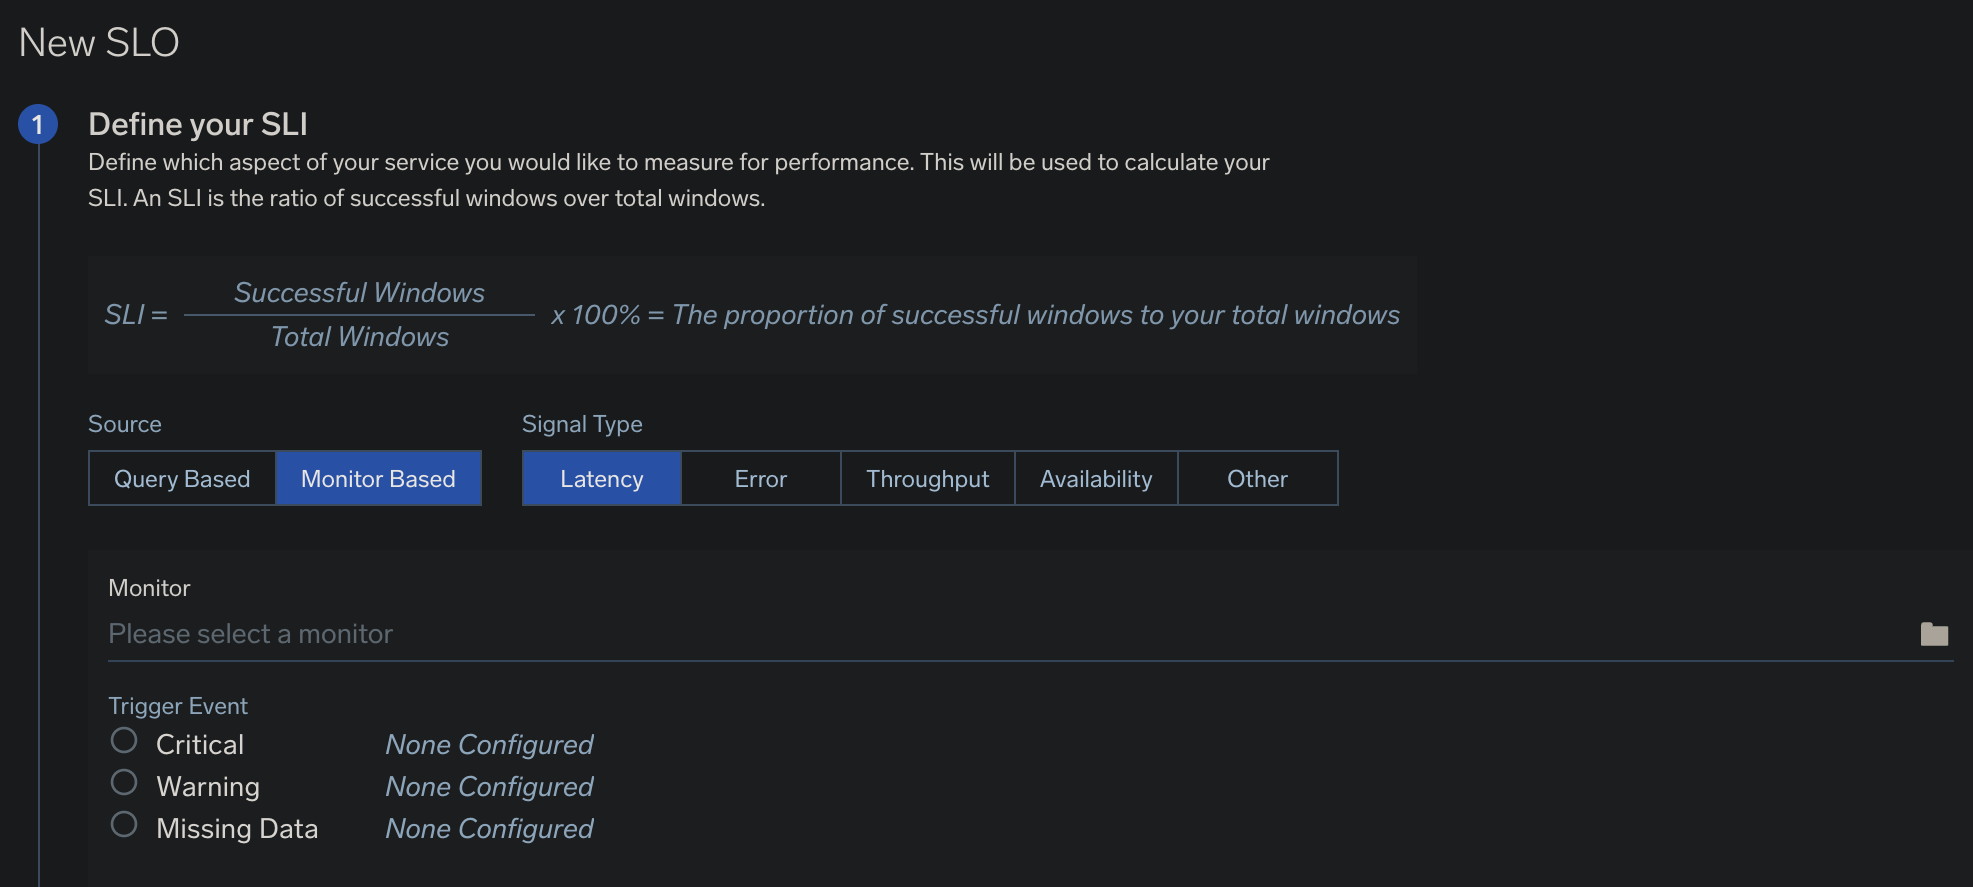 New SLO
1
Define your SLI
Define which aspect of your service you would like to measure for performance. This will be used to calculate your
SLI. An SLI is the ratio of successful windows over total windows.
SLI = Successful Windows
Total Windows
x 100% = The proportion of successful windows to your total windows
Source
Signal Type
Query Based
Monitor Based
Latency
Error
Throughput
Availability
Other
Monitor
Please select a monitor
Trigger Event
Critical None Configured
Warning None Configured
Missing Data None Configured